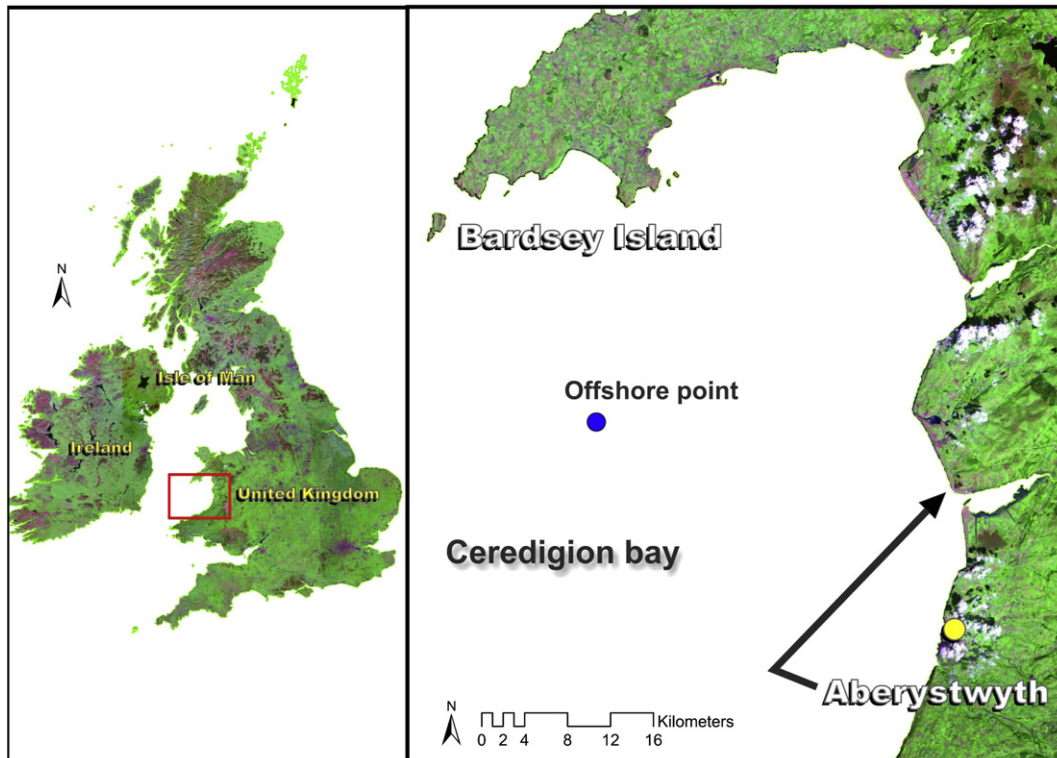 N
Isle of Man
Ireland
United Kingdom
Bardsey Island
Offshore point
Ceredigion bay
Aberystwyth
N
Kilometers
0 2 4 8 12 16